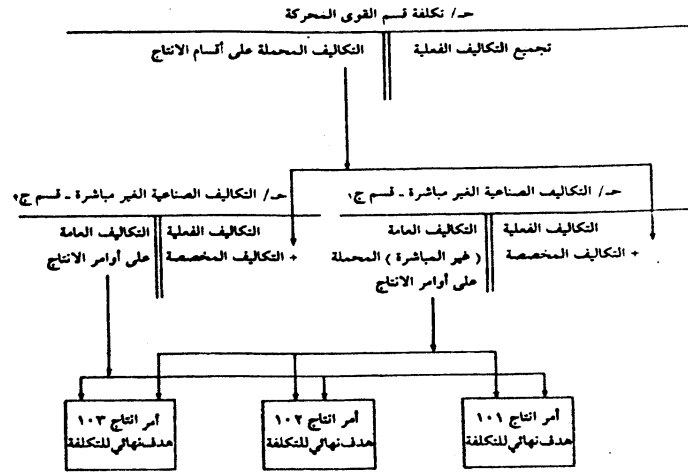 حـ/ تكلفة قسم القوى المحركة
تجميع التكاليف الفعلية
التكاليف المحملة على أقسام الانتاج
حـ/ التكاليف الصناعية الغير مباشرة ـ قسم ج١
التكاليف الفعلية
+ التكاليف المخصصة
التكاليف العامة
( غير المباشرة ) المحملة
على أوامر الانتاج
حـ/ التكاليف الصناعية الغير مباشرة ـ قسم ج٢
التكاليف الفعلية
+ التكاليف المخصصة
التكاليف العامة
على أوامر الانتاج
أمر انتاج ١٠١
هدف نهائي للتكلفة
أمر انتاج ١٠٢
هدف نهائي للتكلفة
أمر انتاج ١٠٣
هدف نهائي للتكلفة